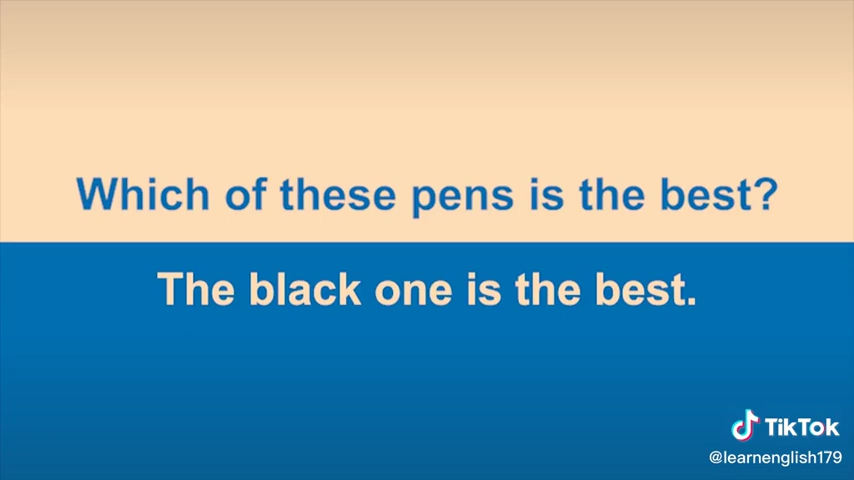 Which of these pens is the best?
The black one is the best.
TikTok
@learnenglish179